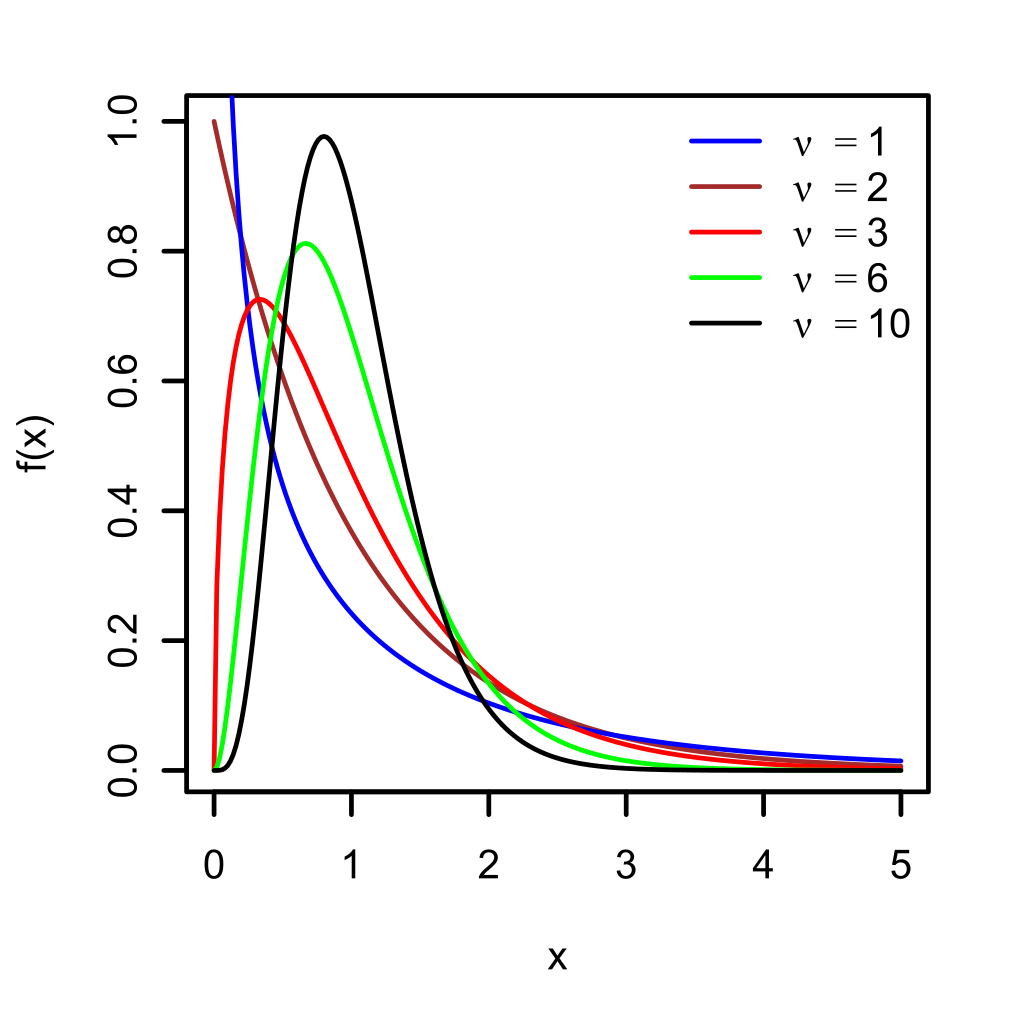 ν = 1
ν = 2
ν = 3
ν = 6
ν = 10
f(x)
1.0
0.8
0.6
0.4
0.2
0.0
0 1 2 3 4 5
x